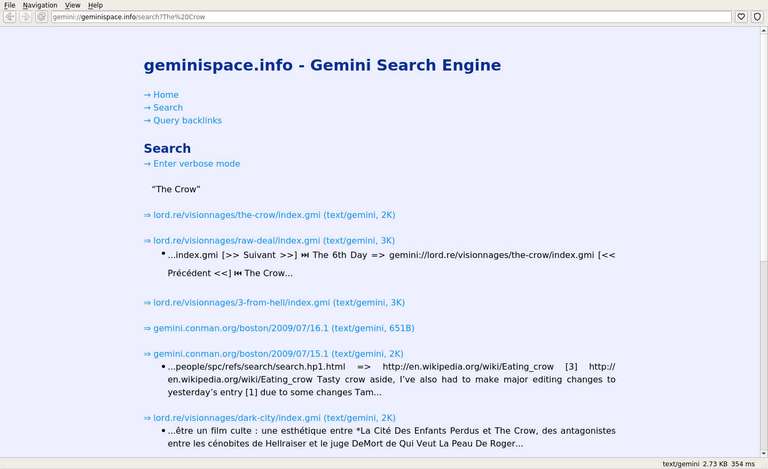 File Navigation View Help
gemini://geminispace.info/search?The%20Crow
geminispace.info - Gemini Search Engine
→ Home
→ Search
→ Query backlinks
Search
→ Enter verbose mode
“The Crow”
⇒ lord.re/visionnages/the-crow/index.gmi (text/gemini, 2K)
⇒ lord.re/visionnages/raw-deal/index.gmi (text/gemini, 3K)
...index.gmi [>> Suivant >>] ⏭ The 6th Day => gemini://lord.re/visionnages/the-crow/index.gmi [<<
Précédent <<] ⏮ The Crow...
⇒ lord.re/visionnages/3-from-hell/index.gmi (text/gemini, 3K)
⇒ gemini.conman.org/boston/2009/07/16.1 (text/gemini, 651B)
⇒ gemini.conman.org/boston/2009/07/15.1 (text/gemini, 2K)
• ...people/spc/refs/search/search.hp1.html => http://en.wikipedia.org/wiki/Eating_crow [3] http://
en.wikipedia.org/wiki/Eating_crow Tasty crow aside, I’ve also had to make major editing changes to
yesterday’s entry [1] due to some changes Tam...
⇒ lord.re/visionnages/dark-city/index.gmi (text/gemini, 2K)
• ...être un film culte : une esthétique entre *La Cité Des Enfants Perdus et The Crow, des antagonistes
entre les cénobites de Hellraiser et le juge DeMort de Qui Veut La Peau De Roger...
text/gemini 2.73 KB 354 ms